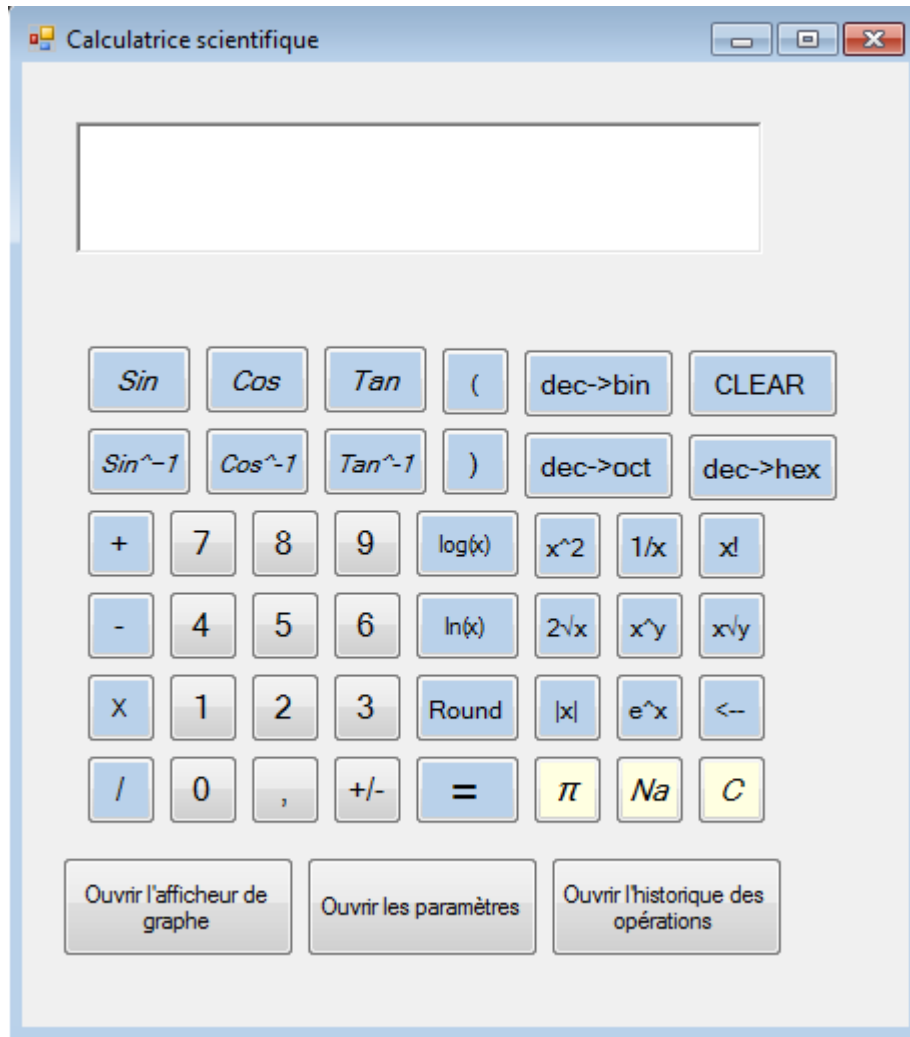 Calculatrice scientifique
Sin Cos Tan ( dec->bin CLEAR
Sin^-1 Cos^-1 Tan^-1 ) dec->oct dec->hex
+ 7 8 9 log(x) x^2 1/x x!
- 4 5 6 ln(x) 2√x x^y x√y
X 1 2 3 Round |x| e^x <--
/ 0 , +/- = π Na C
Ouvrir l'afficheur de
graphe
Ouvrir les paramètres
Ouvrir l'historique des
opérations